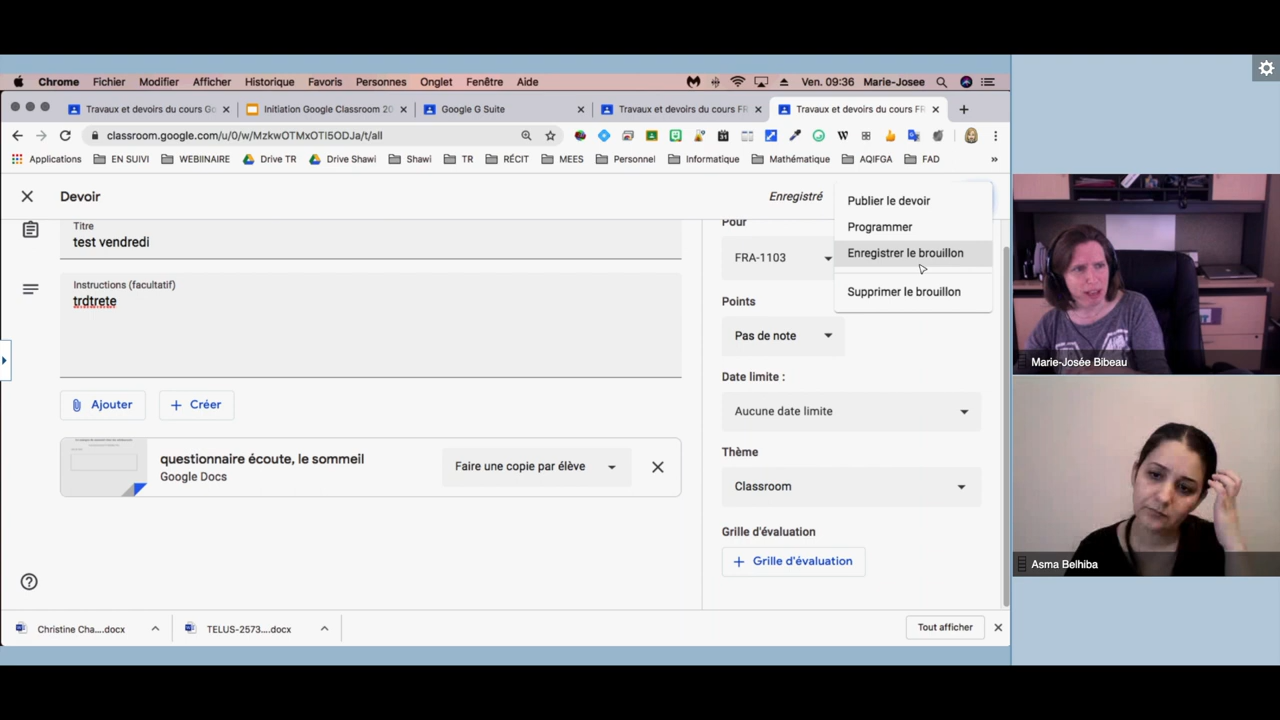 Chrome Fichier Modifier Afficher Historique Favoris Personnes Onglet Fenêtre Aide Ven. 09:36 Marie-Josee
Travaux et devoirs du cours Go Initiation Google Classroom 20 Google G Suite Travaux et devoirs du cours FR Travaux et devoirs du cours FR
classroom.google.com/u/0/w/MzkwOTMxOTI5ODJa/t/all
Applications EN SUIVI WEBINNAIRE Drive TR Drive Shawi Shawi TR RÉCIT MEES Personnel Informatique Mathématique AQIFGA FAD »
Devoir
Enregistré
Publier le devoir
Programmer
Enregistrer le brouillon
Supprimer le brouillon
Titre
test vendredi
Instructions (facultatif)
trdtrete
Ajouter
Créer
questionnaire écoute, le sommeil
Google Docs
Faire une copie par élève
Pour
FRA-1103
Points
Pas de note
Date limite :
Aucune date limite
Thème
Classroom
Grille d'évaluation
Grille d'évaluation
Christine Cha....docx
TELUS-2573....docx
Tout afficher
Marie-Josée Bibeau
Asma Belhiba